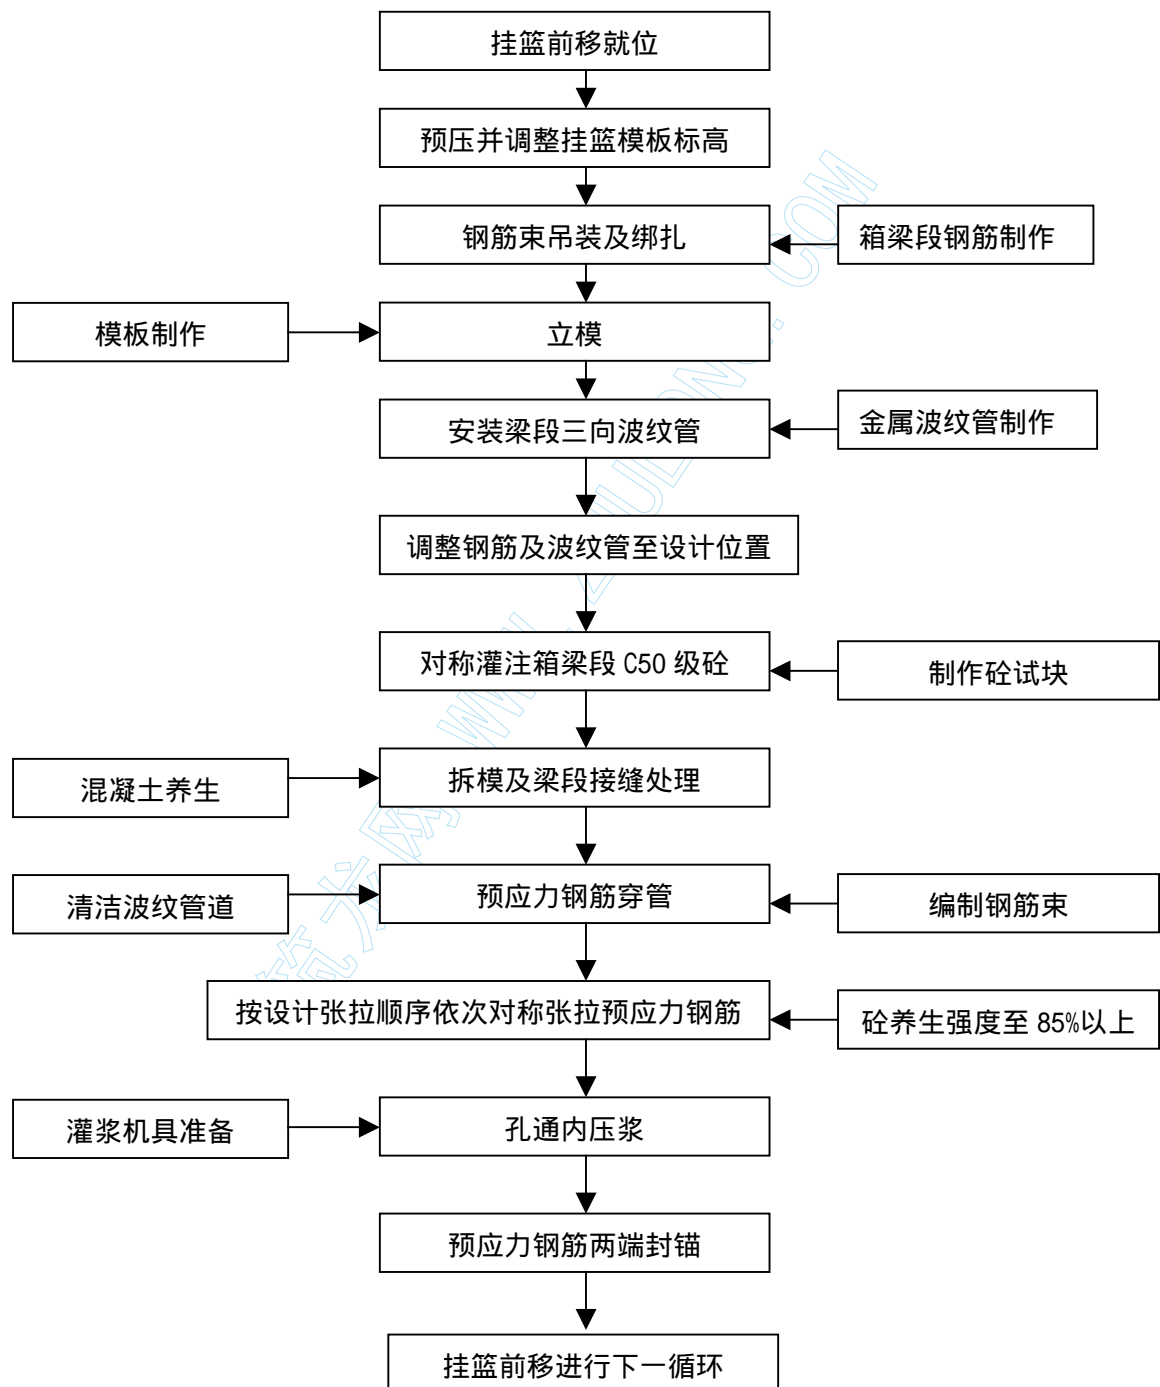 挂篮前移就位
预压并调整挂篮模板标高
钢筋束吊装及绑扎
箱梁段钢筋制作
模板制作
立模
安装梁段三向波纹管
金属波纹管制作
调整钢筋及波纹管至设计位置
对称灌注箱梁段 C50 级砼
制作砼试块
混凝土养生
拆模及梁段接缝处理
清洁波纹管道
预应力钢筋穿管
编制钢筋束
按设计张拉顺序依次对称张拉预应力钢筋
砼养生强度至 85%以上
灌浆机具准备
孔通内压浆
预应力钢筋两端封锚
挂篮前移进行下一循环
筑龙网 WWW.ZHULONG.COM